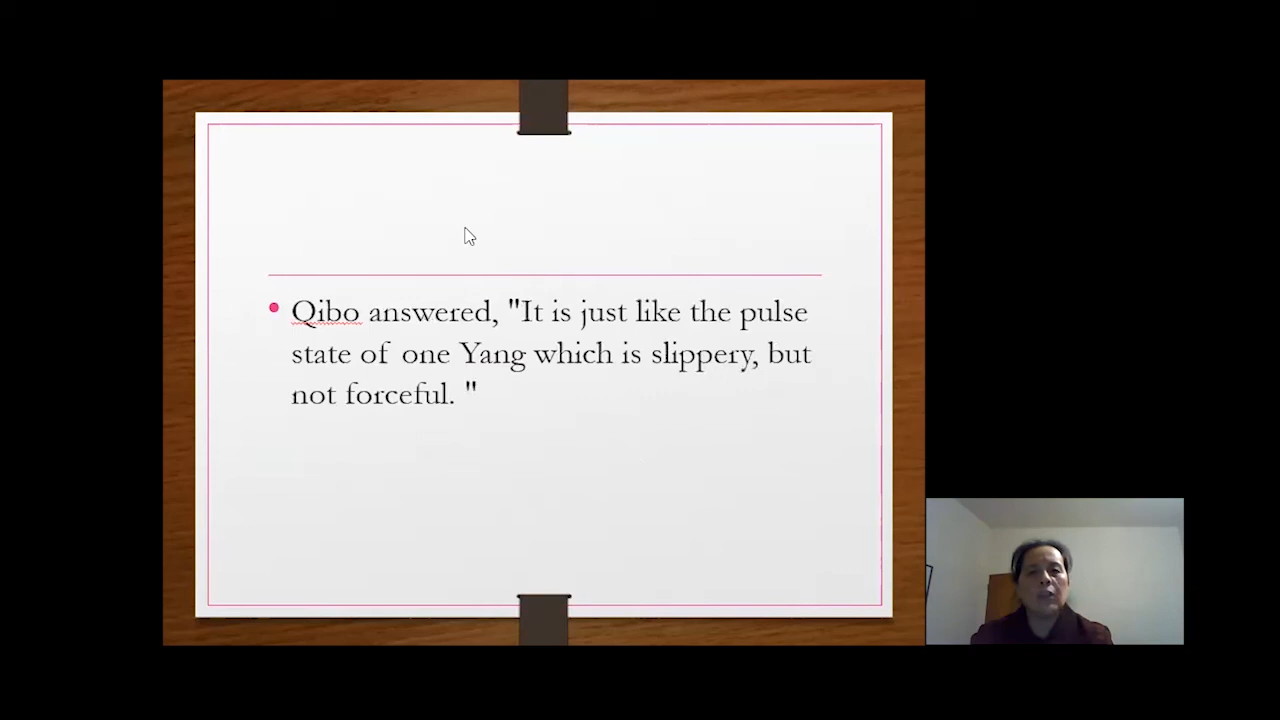 Qibo answered, "It is just like the pulse
state of one Yang which is slippery, but
not forceful. "